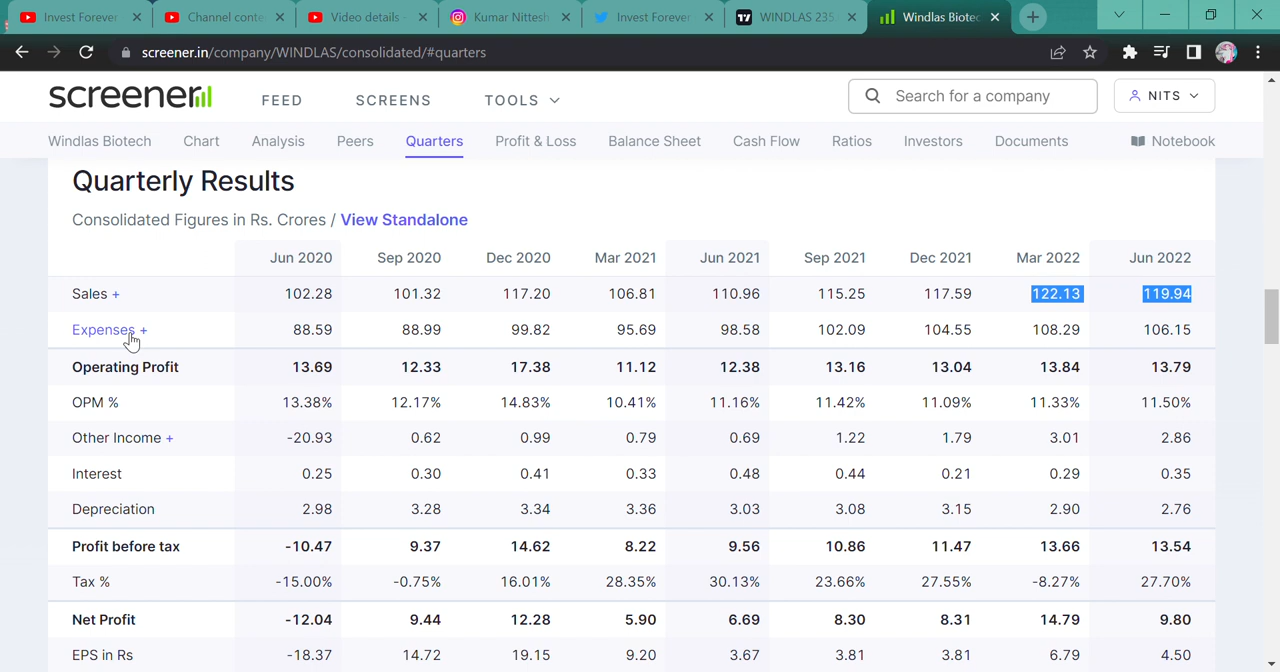 Invest Forever
Channel conte
Video details
Kumar Nittesh
Invest Forever
WINDLAS 235
Windlas Biotec
screener.in/company/WINDLAS/consolidated/#quarters
screener FEED SCREENS TOOLS Search for a company NITS
Windlas Biotech Chart Analysis Peers Quarters Profit & Loss Balance Sheet Cash Flow Ratios Investors Documents Notebook
Quarterly Results
Consolidated Figures in Rs. Crores / View Standalone
Jun 2020 Sep 2020 Dec 2020 Mar 2021 Jun 2021 Sep 2021 Dec 2021 Mar 2022 Jun 2022
Sales + 102.28 101.32 117.20 106.81 110.96 115.25 117.59 122.13 119.94
Expenses + 88.59 88.99 99.82 95.69 98.58 102.09 104.55 108.29 106.15
Operating Profit 13.69 12.33 17.38 11.12 12.38 13.16 13.04 13.84 13.79
OPM % 13.38% 12.17% 14.83% 10.41% 11.16% 11.42% 11.09% 11.33% 11.50%
Other Income + -20.93 0.62 0.99 0.79 0.69 1.22 1.79 3.01 2.86
Interest 0.25 0.30 0.41 0.33 0.48 0.44 0.21 0.29 0.35
Depreciation 2.98 3.28 3.34 3.36 3.03 3.08 3.15 2.90 2.76
Profit before tax -10.47 9.37 14.62 8.22 9.56 10.86 11.47 13.66 13.54
Tax % -15.00% -0.75% 16.01% 28.35% 30.13% 23.66% 27.55% -8.27% 27.70%
Net Profit -12.04 9.44 12.28 5.90 6.69 8.30 8.31 14.79 9.80
EPS in Rs -18.37 14.72 19.15 9.20 3.67 3.81 3.81 6.79 4.50